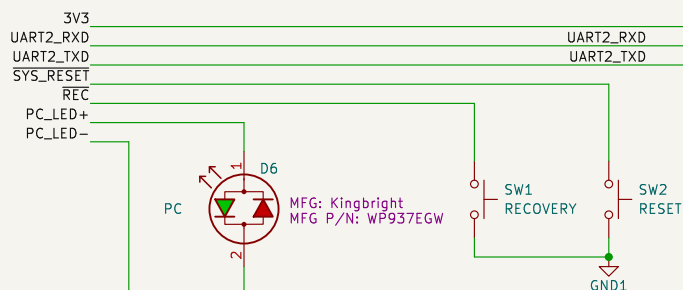 3V3
UART2_RXD
UART2_RXD
UART2_TXD
UART2_TXD
SYS_RESET
REC
PC_LED+
PC_LED-
1
D6
PC
MFG: Kingbright
MFG P/N: WP937EGW
2
SW1
RECOVERY
SW2
RESET
GND1